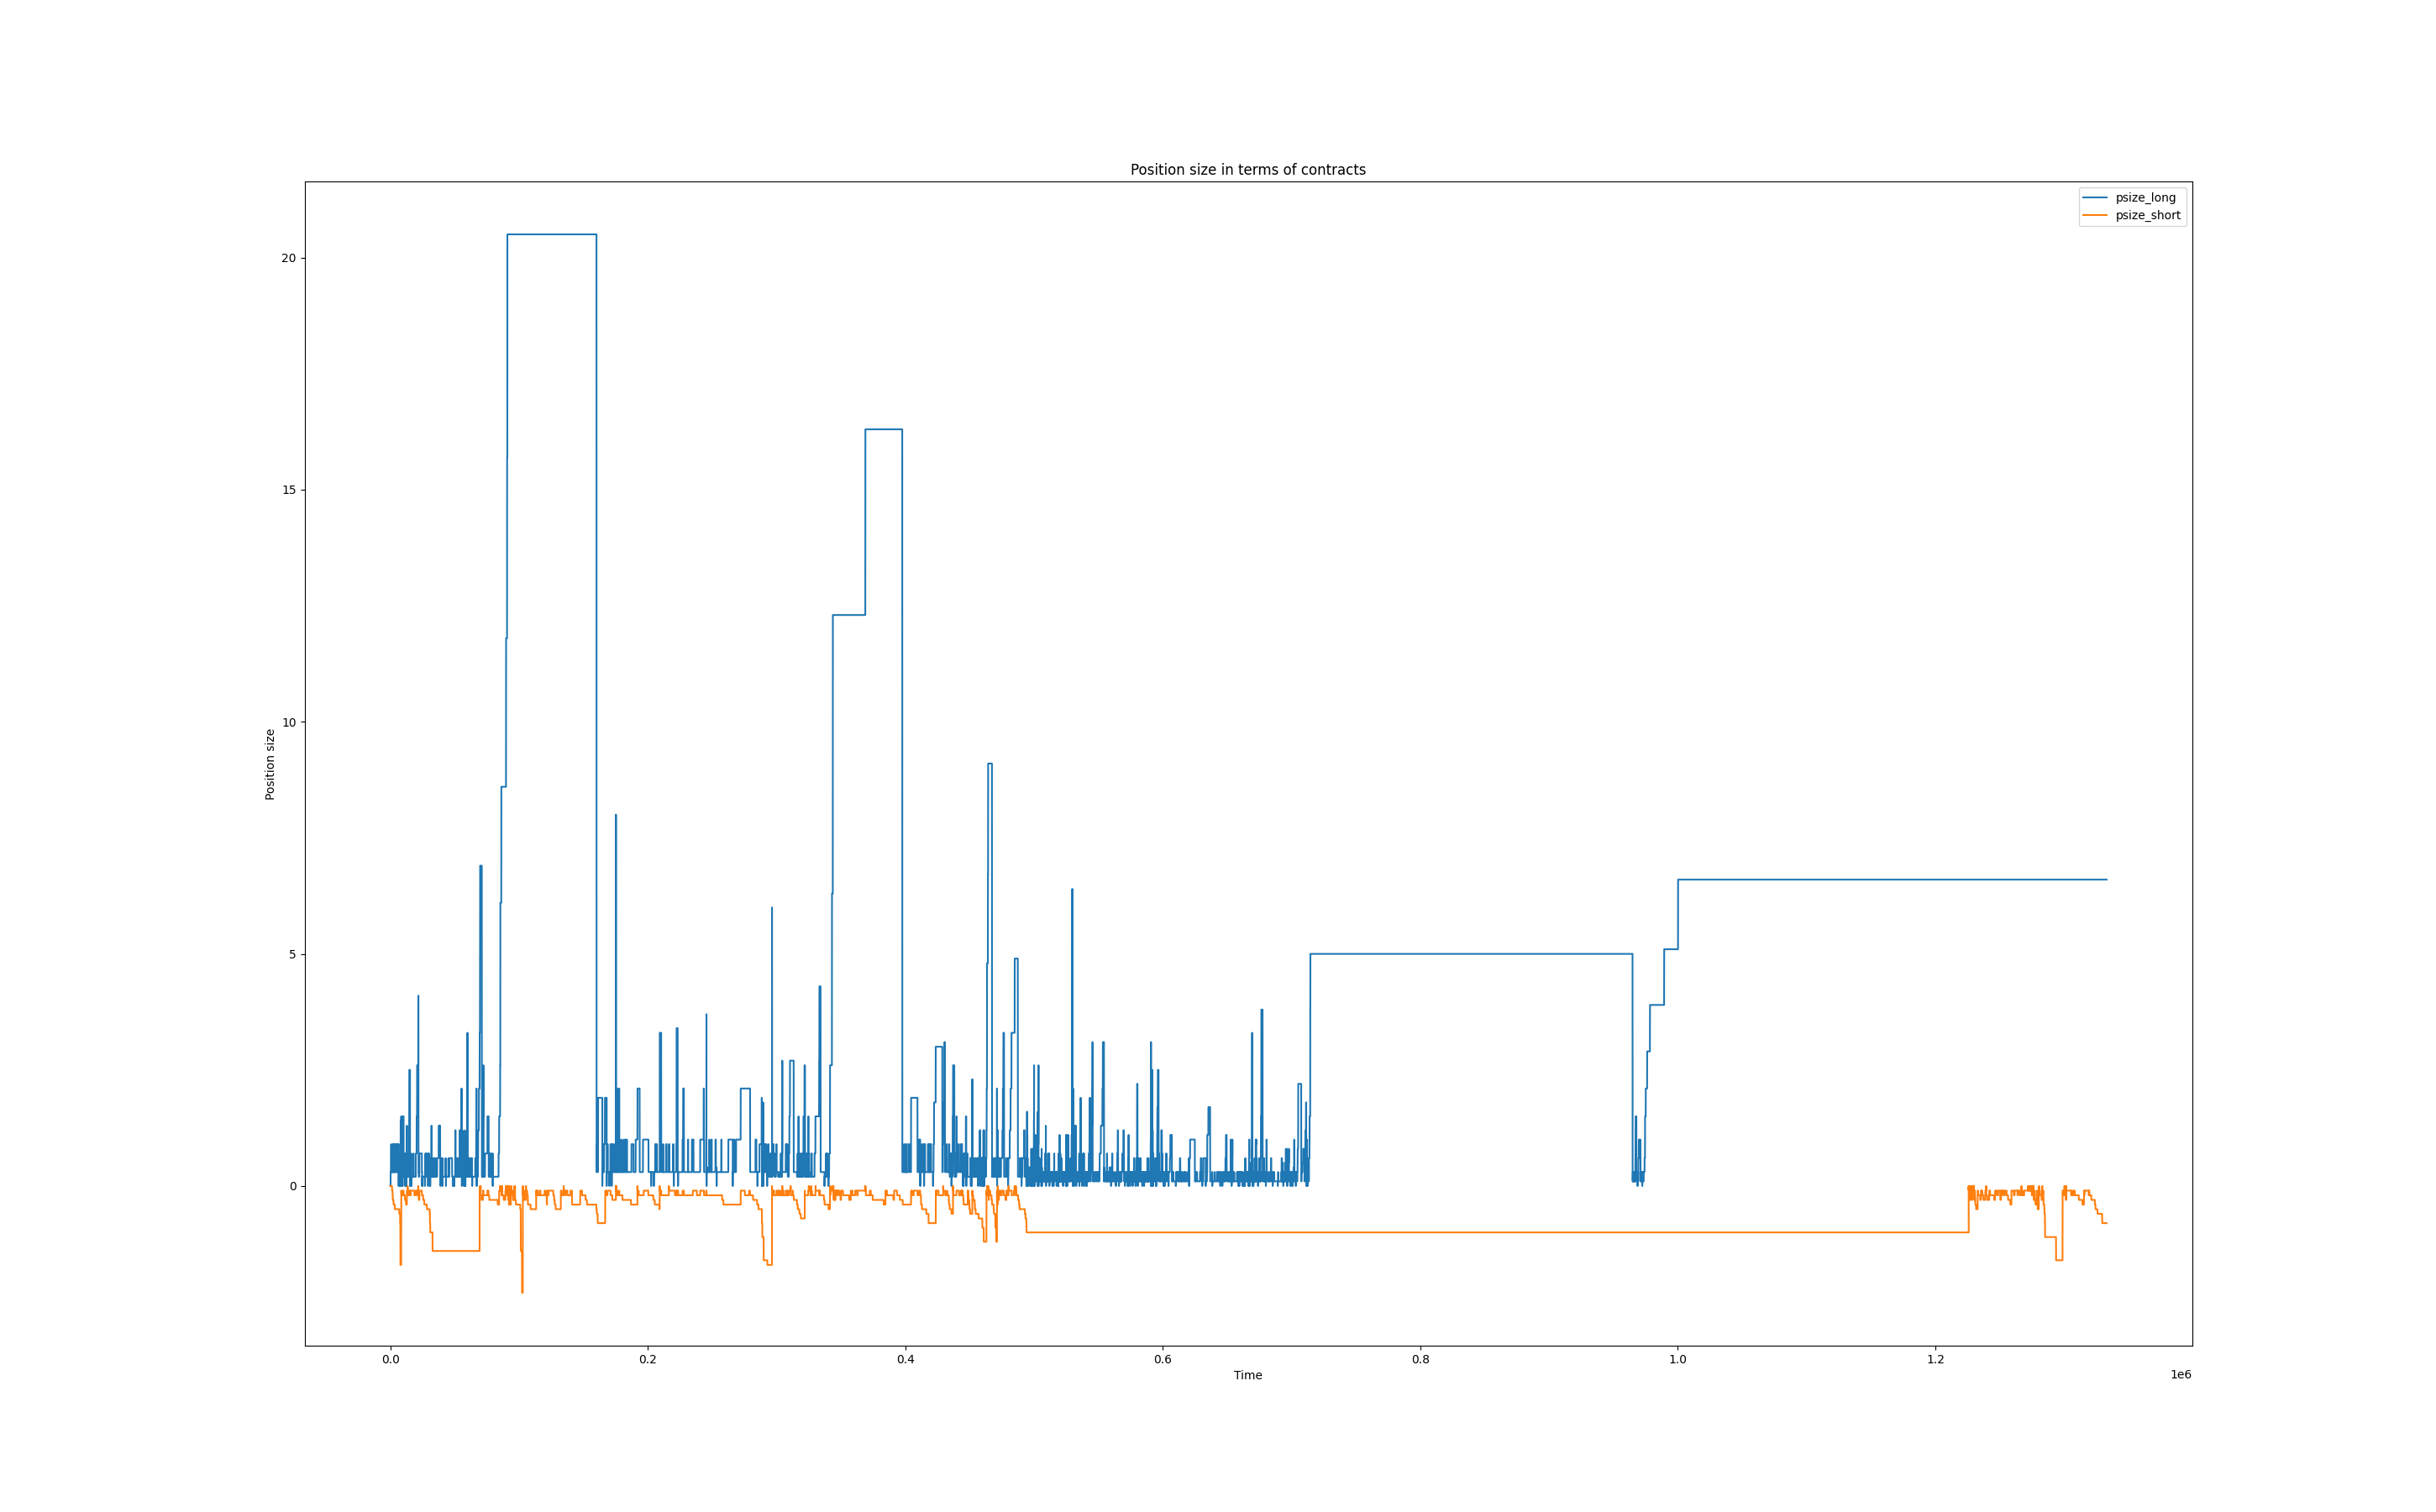 Position size in terms of contracts
psize_long
psize_short
20
15
10
5
0
Position size
0.0 0.2 0.4 0.6 0.8 1.0 1.2
Time
1e6